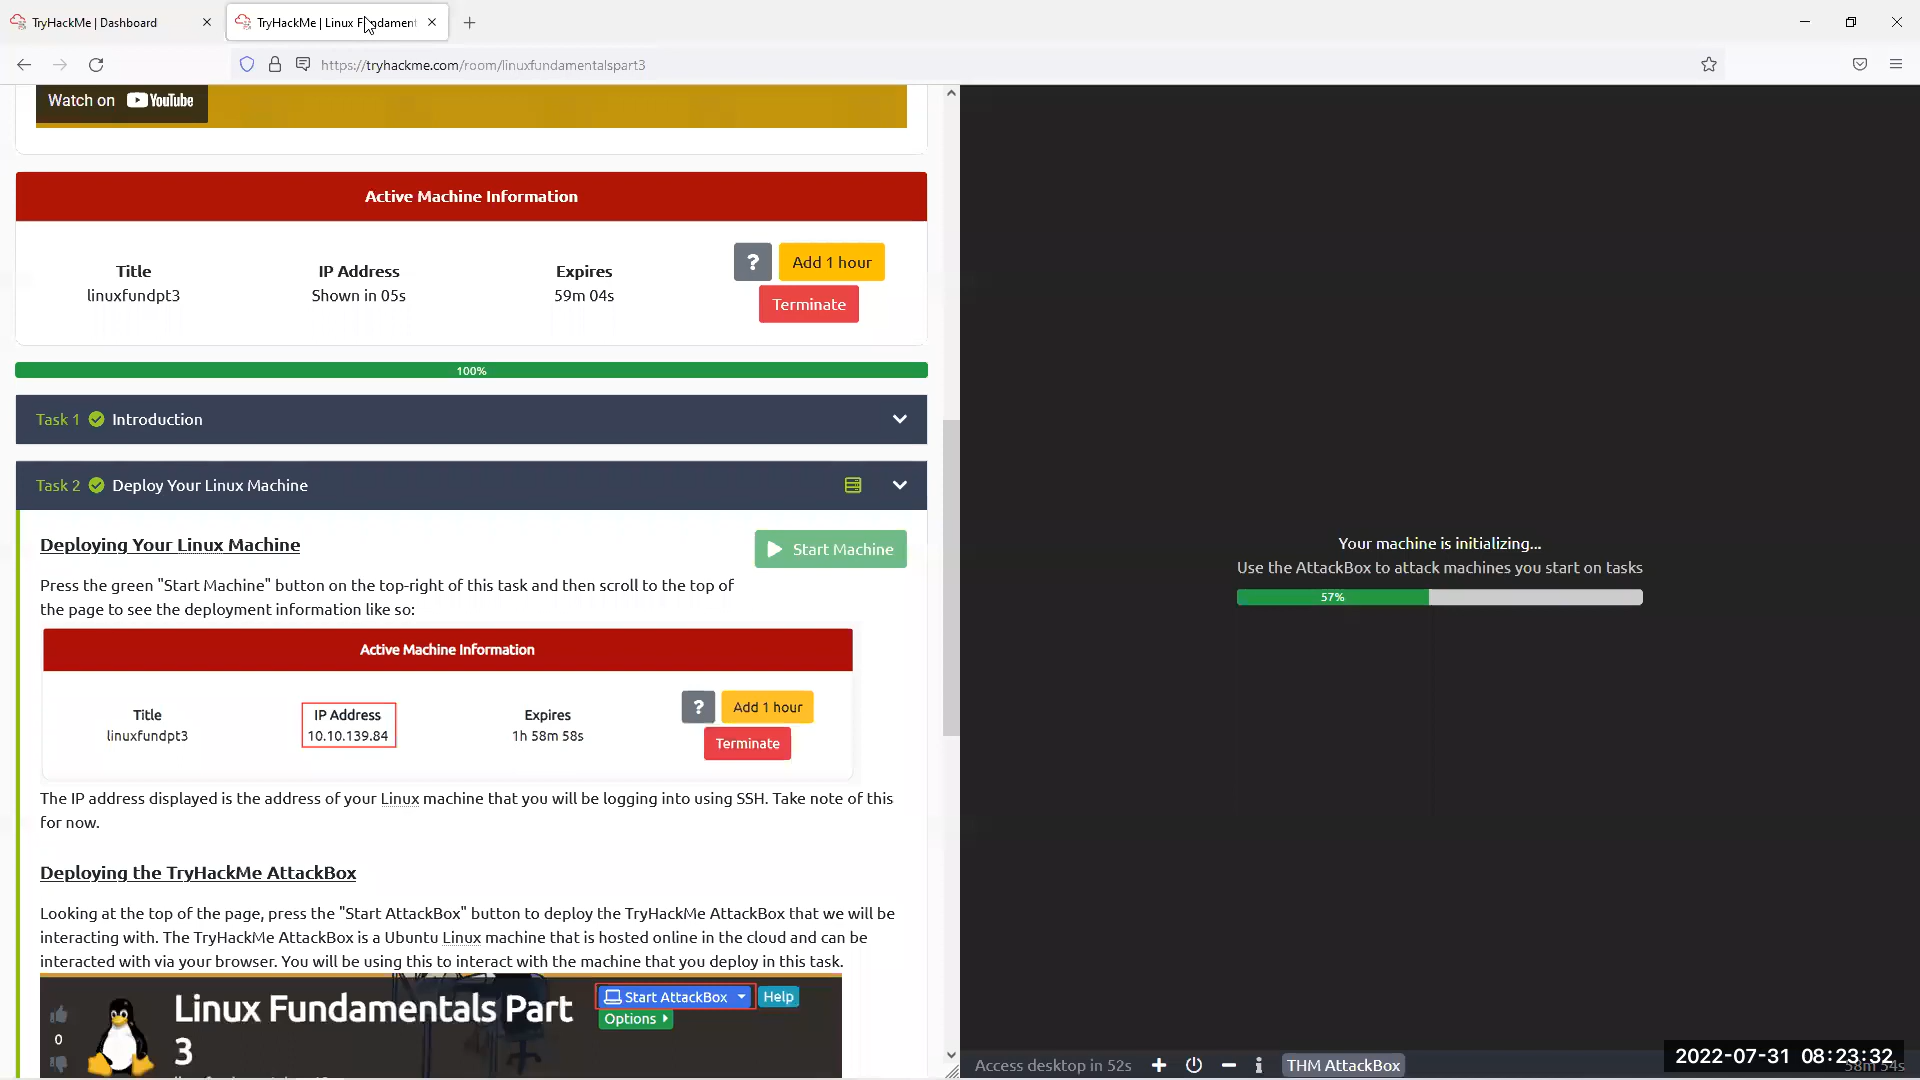 TryHackMe | Dashboard
TryHackMe | Linux Fundament
https://tryhackme.com/room/linuxfundamentalspart3
Watch on YouTube
Active Machine Information
Title
IP Address
Expires
? Add 1 hour
linuxfundpt3
Shown in 05s
59m 04s
Terminate
100%
Task 1 Introduction
Task 2 Deploy Your Linux Machine
Deploying Your Linux Machine
Start Machine
Press the green "Start Machine" button on the top-right of this task and then scroll to the top of
the page to see the deployment information like so:
Active Machine Information
Title
IP Address
Expires
? Add 1 hour
linuxfundpt3
10.10.139.84
1h 58m 58s
Terminate
The IP address displayed is the address of your Linux machine that you will be logging into using SSH. Take note of this
for now.
Deploying the TryHackMe AttackBox
Looking at the top of the page, press the "Start AttackBox" button to deploy the TryHackMe AttackBox that we will be
interacting with. The TryHackMe AttackBox is a Ubuntu Linux machine that is hosted online in the cloud and can be
interacted with via your browser. You will be using this to interact with the machine that you deploy in this task.
0
Linux Fundamentals Part
3
Start AttackBox
Help
Options
Your machine is initializing...
Use the AttackBox to attack machines you start on tasks
57%
Access desktop in 52s
THM AttackBox
2022-07-31 08:23:32